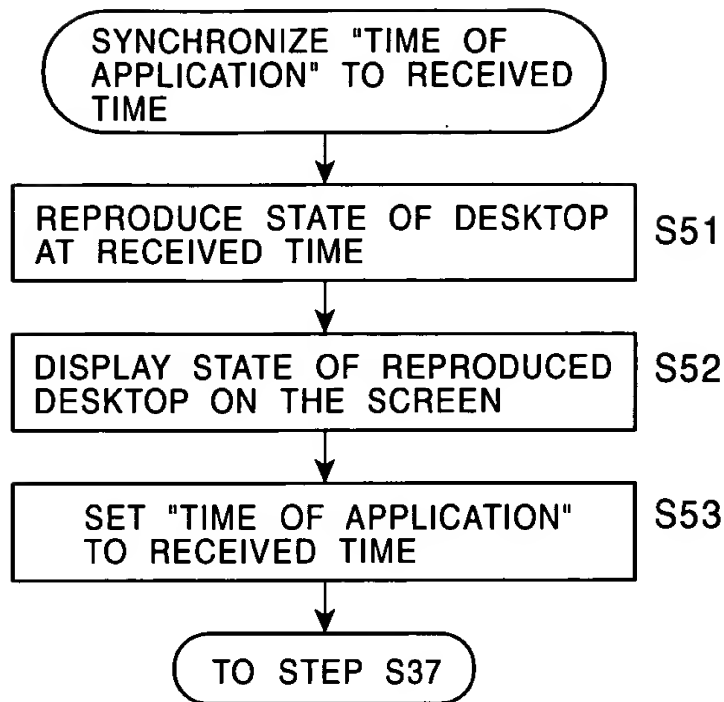 SYNCHRONIZE "TIME OF
APPLICATION" TO RECEIVED
TIME
REPRODUCE STATE OF DESKTOP
AT RECEIVED TIME
S51
DISPLAY STATE OF REPRODUCED
DESKTOP ON THE SCREEN
S52
SET "TIME OF APPLICATION"
TO RECEIVED TIME
S53
TO STEP S37